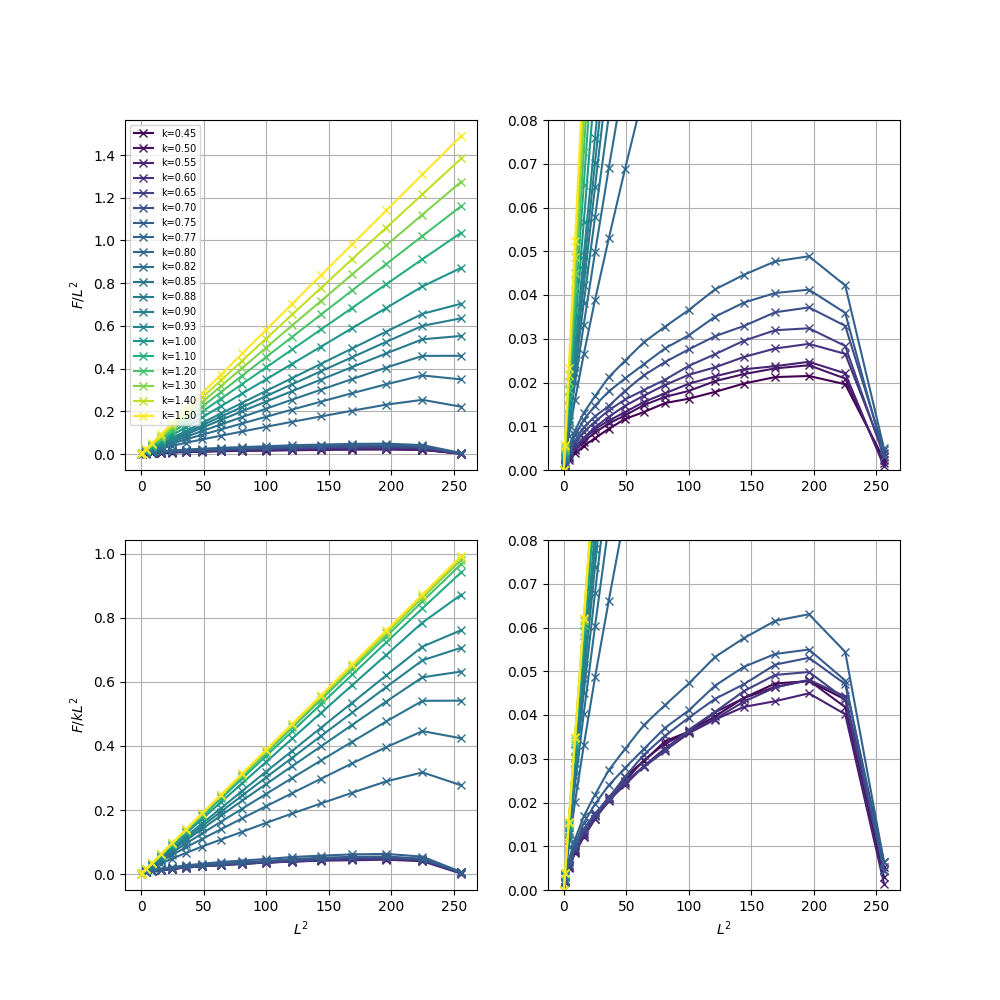 F/L²
1.4
1.2
1.0
0.8
0.6
0.4
0.2
0.0
k=0.45
k=0.50
k=0.55
k=0.60
k=0.65
k=0.70
k=0.75
k=0.77
k=0.80
k=0.82
k=0.85
k=0.88
k=0.90
k=0.93
k=1.00
k=1.10
k=1.20
k=1.30
k=1.40
k=1.50
0 50 100 150 200 250
0.08
0.07
0.06
0.05
0.04
0.03
0.02
0.01
0.00
0 50 100 150 200 250
F/kL²
1.0
0.8
0.6
0.4
0.2
0.0
0 50 100 150 200 250
L²
0.08
0.07
0.06
0.05
0.04
0.03
0.02
0.01
0.00
0 50 100 150 200 250
L²